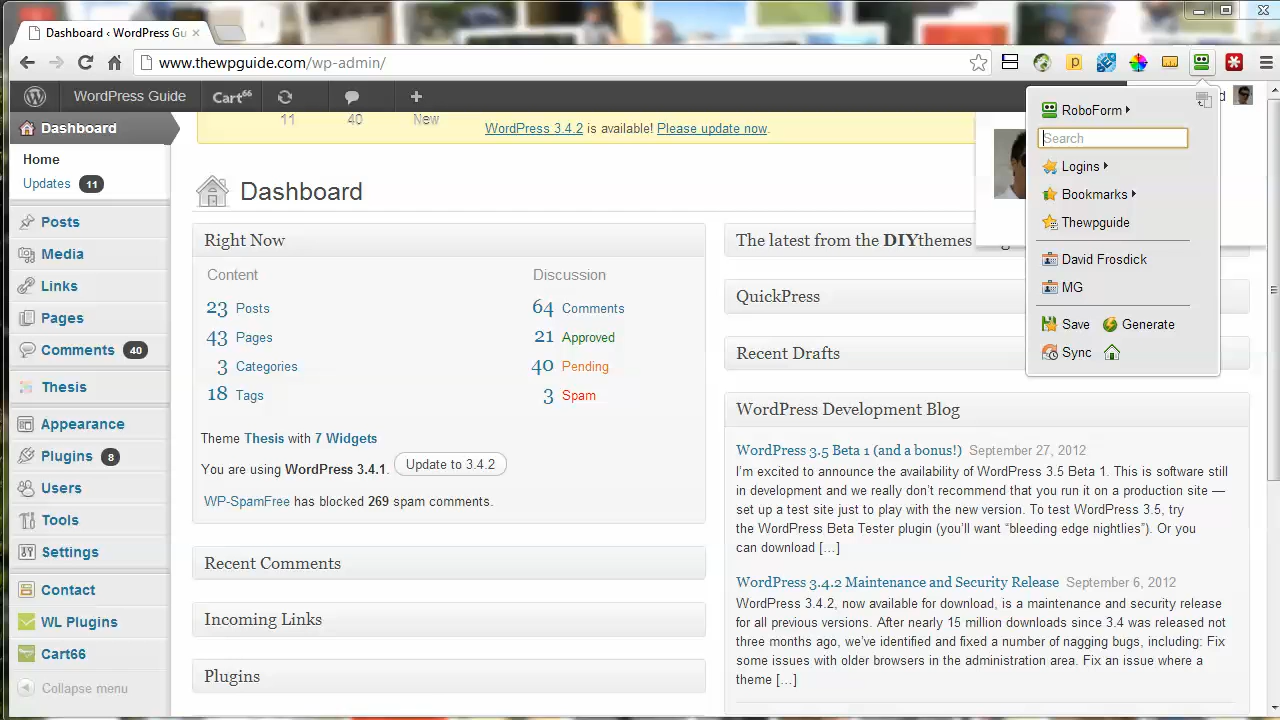 Dashboard ‹ WordPress Gu
www.thewpguide.com/wp-admin/
WordPress Guide
Cart66
11
40
New
d
WordPress 3.4.2 is available! Please update now.
Dashboard
Home
Updates 11
Posts
Media
Links
Pages
Comments 40
Thesis
Appearance
Plugins 8
Users
Tools
Settings
Contact
WL Plugins
Cart66
Collapse menu
Dashboard
Right Now
Content
Discussion
23 Posts
64 Comments
43 Pages
21 Approved
3 Categories
40 Pending
18 Tags
3 Spam
Theme Thesis with 7 Widgets
You are using WordPress 3.4.1. Update to 3.4.2
WP-SpamFree has blocked 269 spam comments.
Recent Comments
Incoming Links
Plugins
The latest from the DIYthemes
QuickPress
Recent Drafts
WordPress Development Blog
WordPress 3.5 Beta 1 (and a bonus!) September 27, 2012
I'm excited to announce the availability of WordPress 3.5 Beta 1. This is software still
in development and we really don't recommend that you run it on a production site —
set up a test site just to play with the new version. To test WordPress 3.5, try
the WordPress Beta Tester plugin (you'll want “bleeding edge nightlies”). Or you
can download […]
WordPress 3.4.2 Maintenance and Security Release September 6, 2012
WordPress 3.4.2, now available for download, is a maintenance and security release
for all previous versions. After nearly 15 million downloads since 3.4 was released not
three months ago, we've identified and fixed a number of nagging bugs, including: Fix
some issues with older browsers in the administration area. Fix an issue where a
theme […]
RoboForm
Search
Logins
Bookmarks
Thewpguide
David Frosdick
MG
Save Generate
Sync